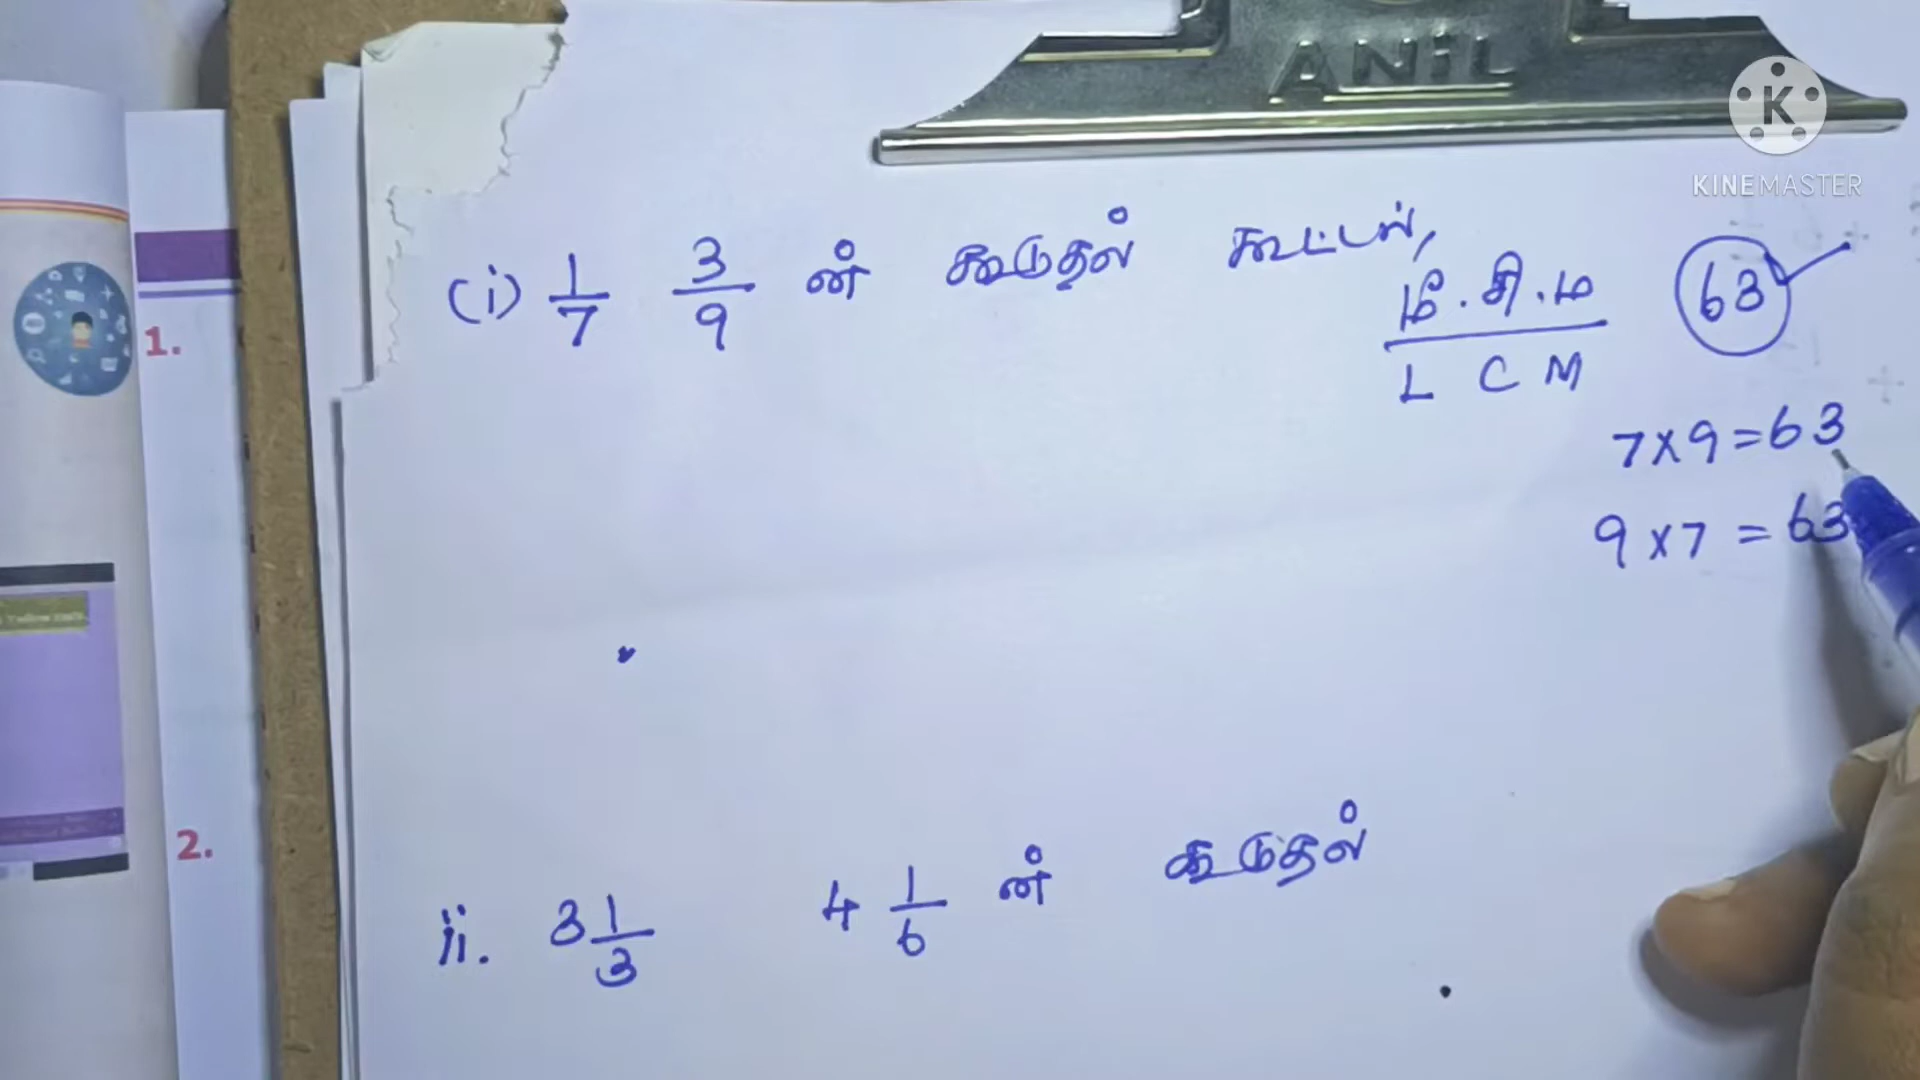 ANIL
K
KINEMASTER
(i) 1/7 3/9 ன் கூடுதல் கூட்டல்,
மீ.சி.ம
L C M
63
7×9=63
9×7=63
1.
2.
ii. 3 1/3 4 1/6 ன் கூடுதல்